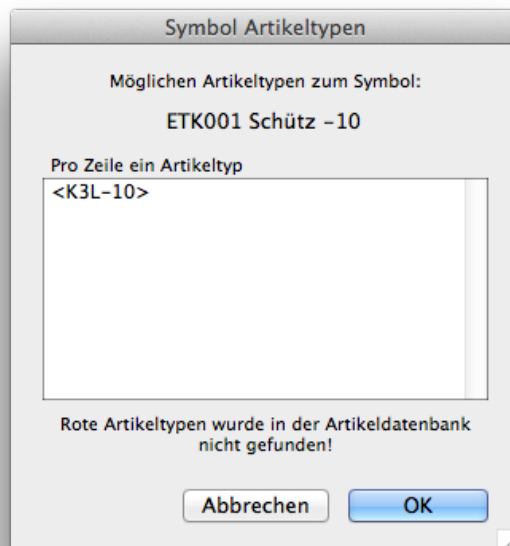 Symbol Artikeltypen
Möglichen Artikeltypen zum Symbol:
ETK001 Schütz -10
Pro Zeile ein Artikeltyp
<K3L-10>
Rote Artikeltypen wurde in der Artikeldatenbank
nicht gefunden!
Abbrechen
OK